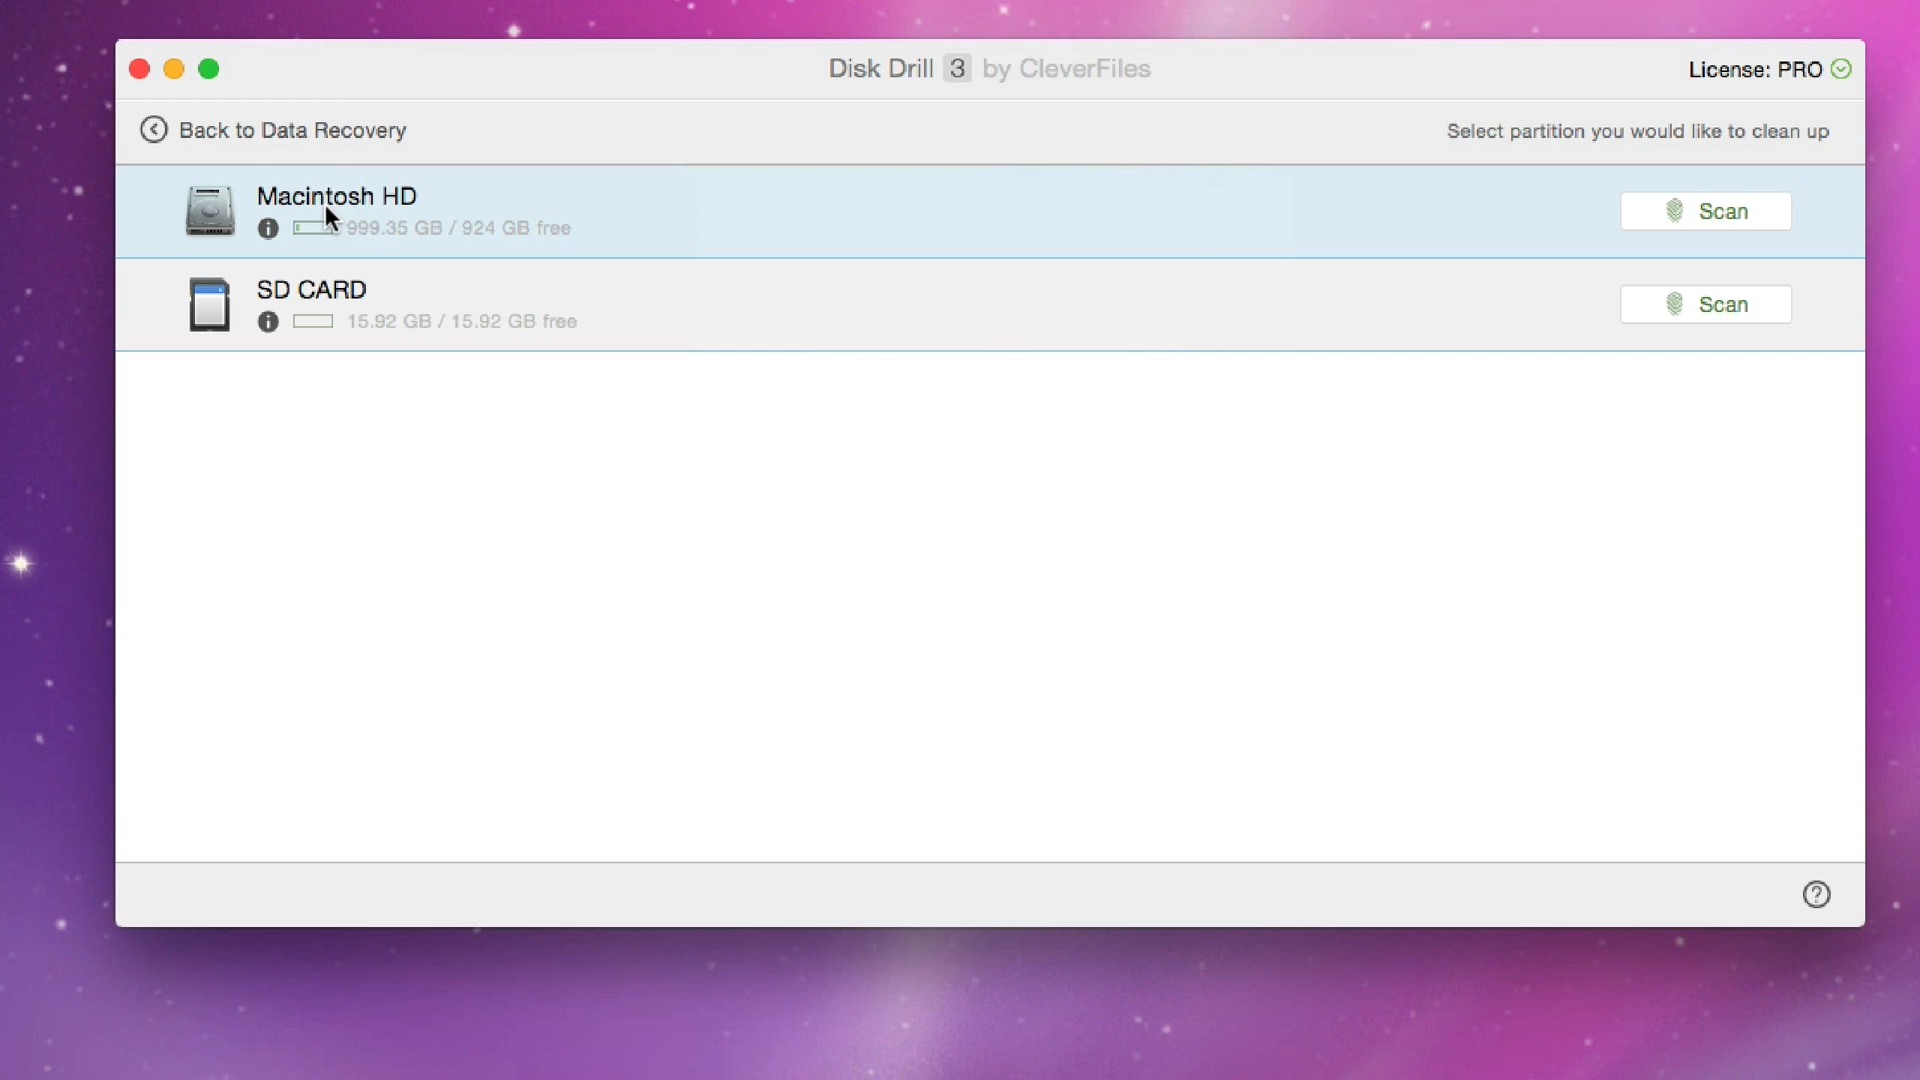 Disk Drill 3 by CleverFiles
License: PRO
Back to Data Recovery
Select partition you would like to clean up
Macintosh HD
999.35 GB / 924 GB free
Scan
SD CARD
15.92 GB / 15.92 GB free
Scan